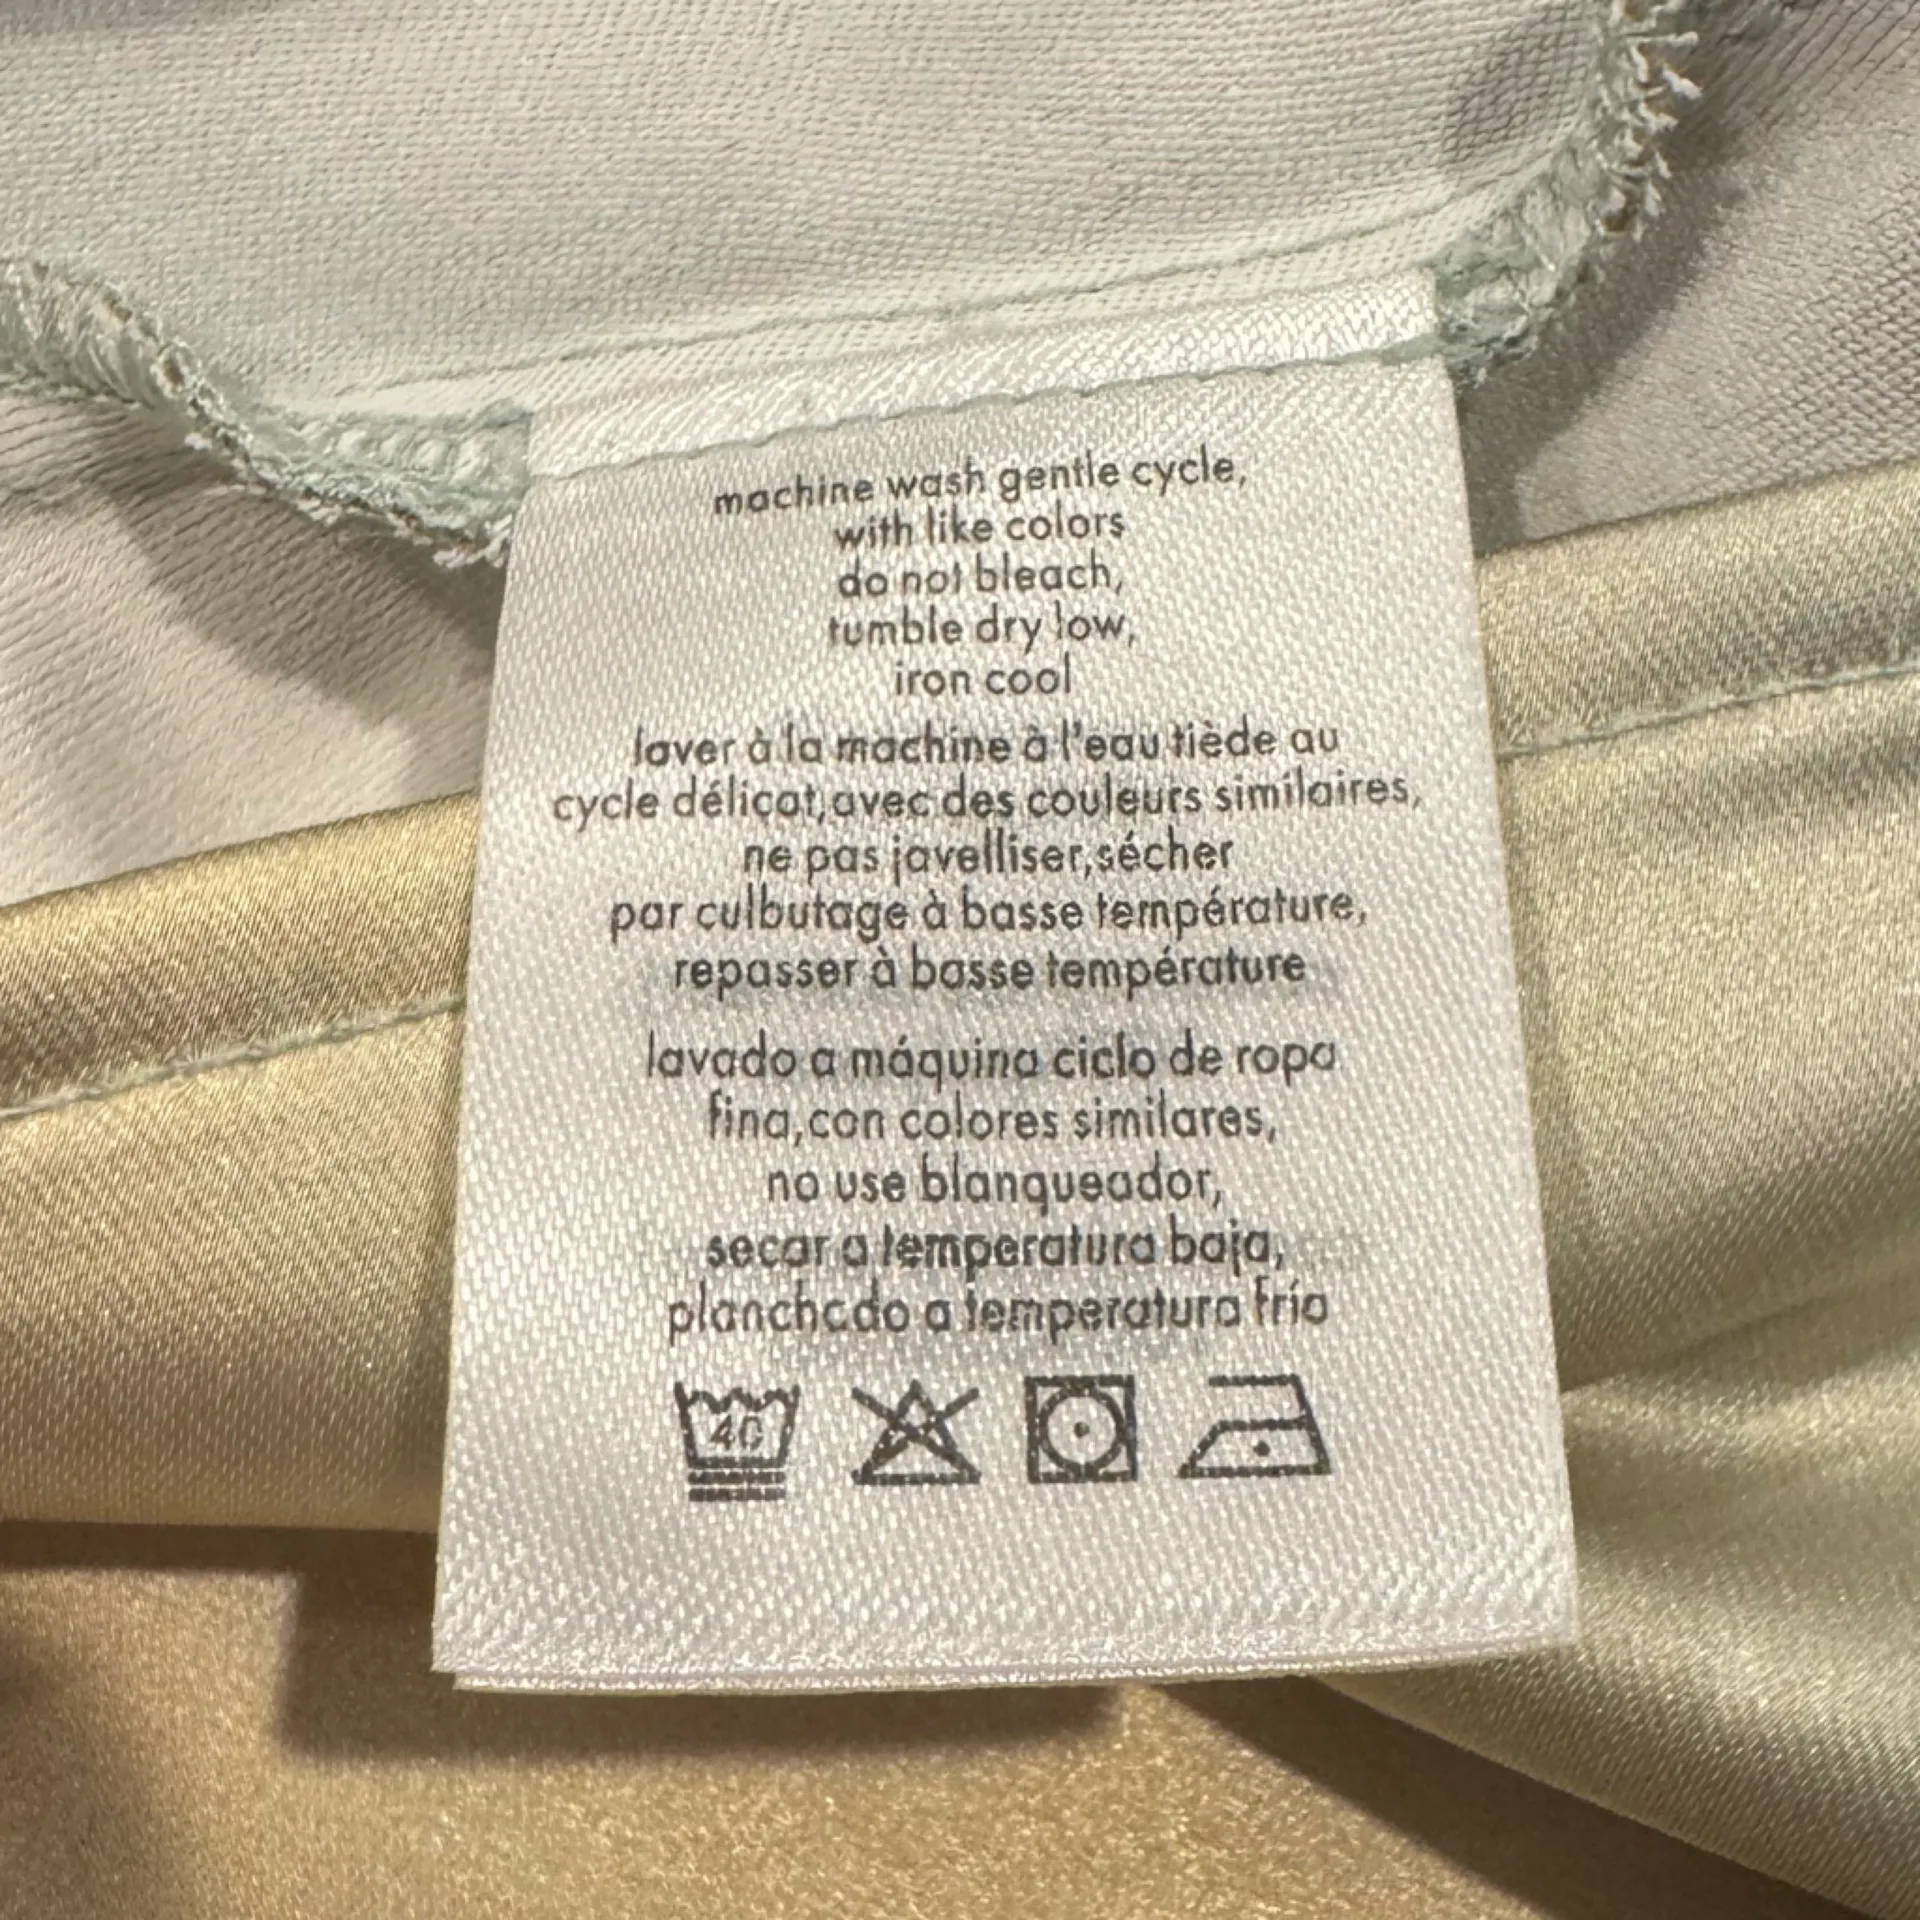 machine wash gentle cycle,
with like colors
do not bleach,
tumble dry low,
iron cool
laver à la machine à l'eau tiède au
cycle délicat,avec des couleurs similaires,
ne pas javelliser,sécher
par culbutage à basse température,
repasser à basse température
lavado a máquina ciclo de ropa
fina,con colores similares,
no use blanqueador,
secar a temperatura baja,
planchado a temperatura fria
40